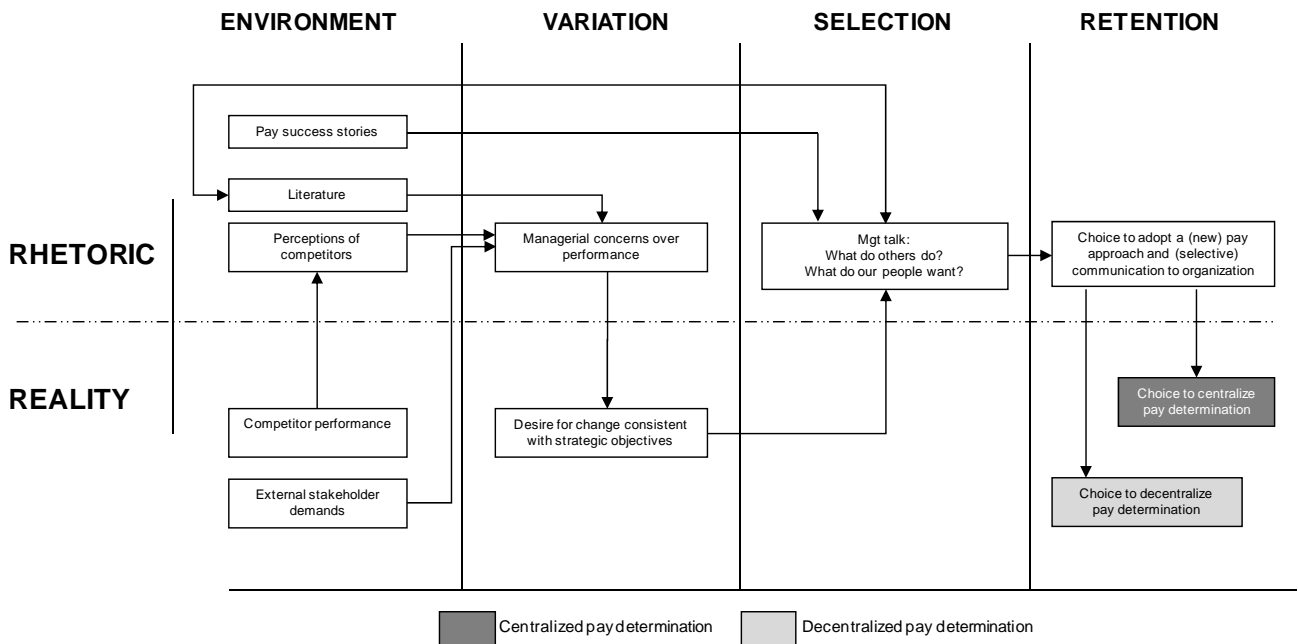 ENVIRONMENT
VARIATION
SELECTION
RETENTION
Pay success stories
Literature
RHETORIC
Perceptions of
competitors
Managerial concerns over
performance
Mgt talk:
What do others do?
What do our people want?
Choice to adopt a (new) pay
approach and (selective)
communication to organization
REALITY
Competitor performance
Desire for change consistent
with strategic objectives
Choice to centralize
pay determination
External stakeholder
demands
Choice to decentralize
pay determination
Centralized pay determination
Decentralized pay determination